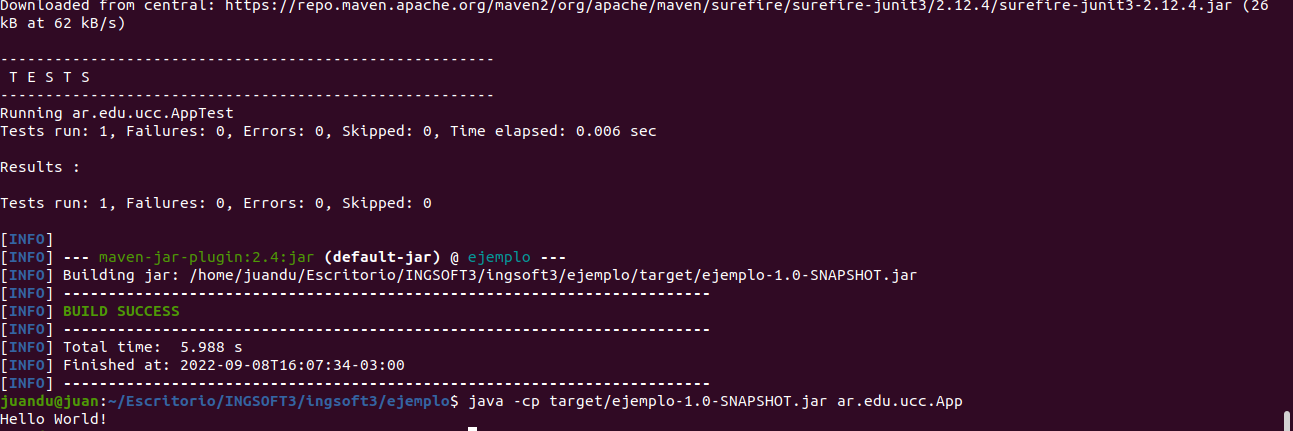 Downloaded from central: https://repo.maven.apache.org/maven2/org/apache/maven/surefire/surefire-junit3/2.12.4/surefire-junit3-2.12.4.jar (26
kB at 62 kB/s)
-------------------------------------------------------
 T E S T S
-------------------------------------------------------
Running ar.edu.ucc.AppTest
Tests run: 1, Failures: 0, Errors: 0, Skipped: 0, Time elapsed: 0.006 sec
Results :
Tests run: 1, Failures: 0, Errors: 0, Skipped: 0
[INFO]
[INFO] --- maven-jar-plugin:2.4:jar (default-jar) @ ejemplo ---
[INFO] Building jar: /home/juandu/Escritorio/INGSOFT3/ingsoft3/ejemplo/target/ejemplo-1.0-SNAPSHOT.jar
[INFO] ------------------------------------------------------------------------
[INFO] BUILD SUCCESS
[INFO] ------------------------------------------------------------------------
[INFO] Total time:  5.988 s
[INFO] Finished at: 2022-09-08T16:07:34-03:00
[INFO] ------------------------------------------------------------------------
juandu@juan:~/Escritorio/INGSOFT3/ingsoft3/ejemplo$ java -cp target/ejemplo-1.0-SNAPSHOT.jar ar.edu.ucc.App
Hello World!